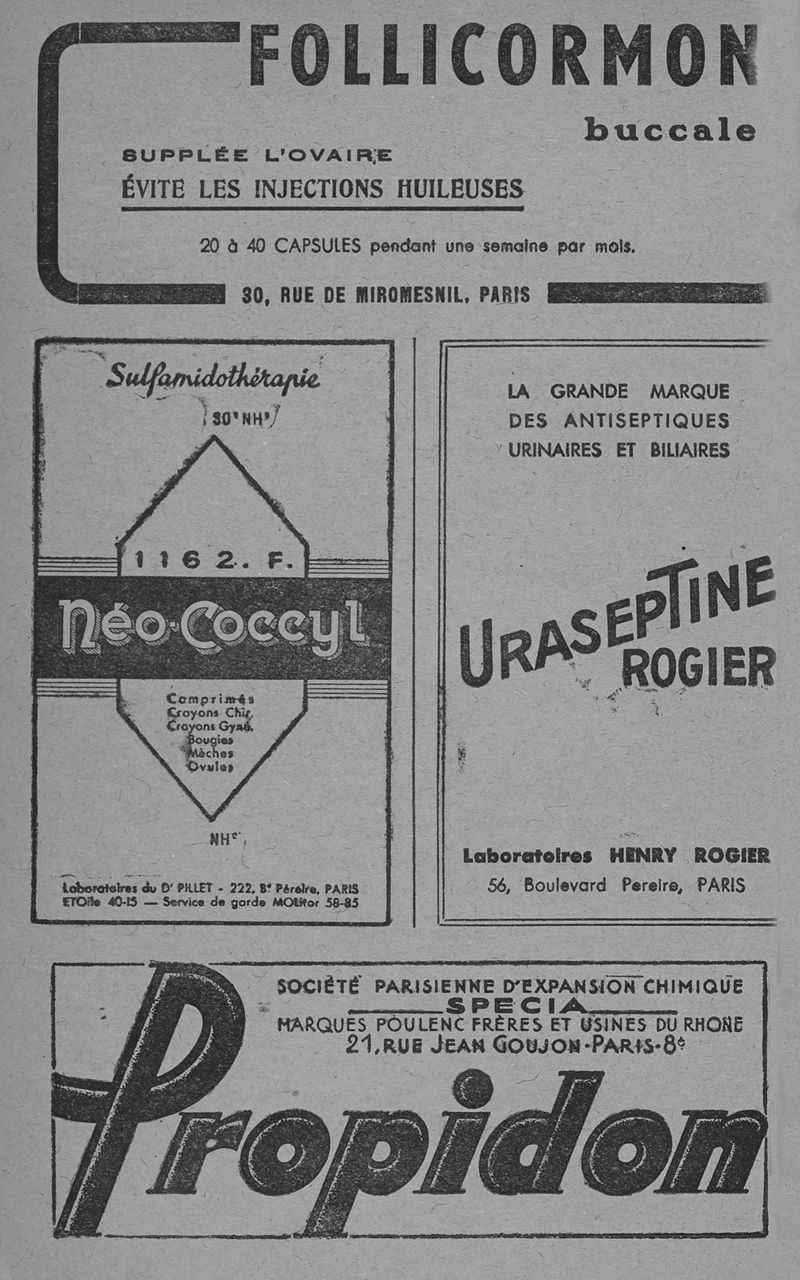 FOLLICORMON
buccale
SUPPLÉE L'OVAIRE
ÉVITE LES INJECTIONS HUILEUSES
20 à 40 CAPSULES pendant une semaine par mois.
30, RUE DE MIROMESNIL, PARIS
Sulfamidothérapie
SO² NH²
1162. F.
Néo-Coccyl
Comprimés
Crayons Chir.
Crayons Gyné.
Bougies
Mèches
Ovules
NH²
Laboratoires du Dr PILLET - 222, Bd Péreire, PARIS
ETOile 40-15 — Service de garde MOLitor 58-85
LA GRANDE MARQUE
DES ANTISEPTIQUES
URINAIRES ET BILIAIRES
URASEPTINE
ROGIER
Laboratoires HENRY ROGIER
56, Boulevard Pereire, PARIS
SOCIÉTÉ PARISIENNE D'EXPANSION CHIMIQUE
SPECIA
MARQUES POULENC FRÈRES ET USINES DU RHONE
21, RUE JEAN GOUJON-PARIS-8e
Propidon